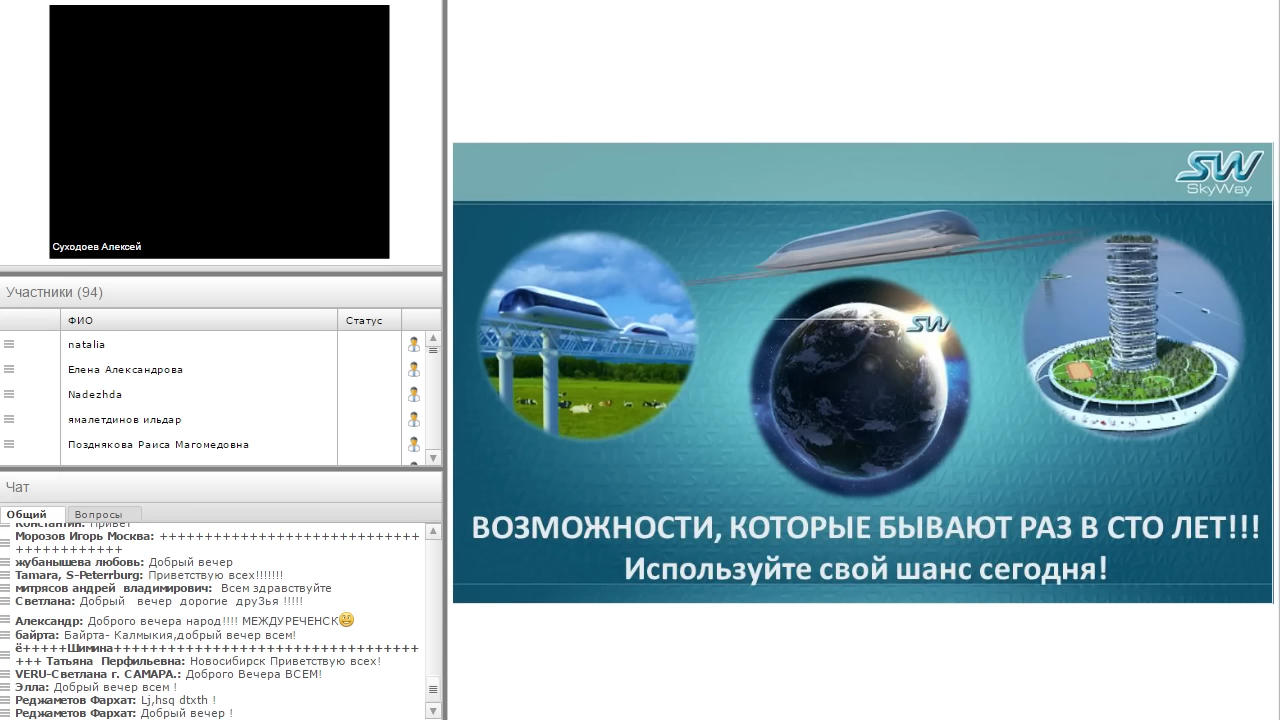 Суходоев Алексей
Участники (94)
ФИО
Статус
natalia
Елена Александрова
Nadezhda
ямалетдинов ильдар
Позднякова Раиса Магомедовна
Чат
Общий
Вопросы
Константин: Привет
Морозов Игорь Москва: ++++++++++++++++++++++++++++
++++++++++++
жубанышева любовь: Добрый вечер
Tamara, S-Peterrburg: Приветствую всех!!!!!!!
митрясов андрей владимирович: Всем здравствуйте
Светлана: Добрый вечер дорогие друЗья !!!!!
Александр: Доброго вечера народ!!!! МЕЖДУРЕЧЕНСК
байрта: Байрта- Калмыкия,добрый вечер всем!
ё+++++Шимина++++++++++++++++++++++++++++++++++
+++ Татьяна Перфильевна: Новосибирск Приветствую всех!
VERU-Светлана г. САМАРА.: Доброго Вечера ВСЕМ!
Элла: Добрый вечер всем !
Реджаметов Фархат: Lj,hsq dtxth !
Реджаметов Фархат: Добрый вечер !
SW
SkyWay
SW
ВОЗМОЖНОСТИ, КОТОРЫЕ БЫВАЮТ РАЗ В СТО ЛЕТ!!!
Используйте свой шанс сегодня!